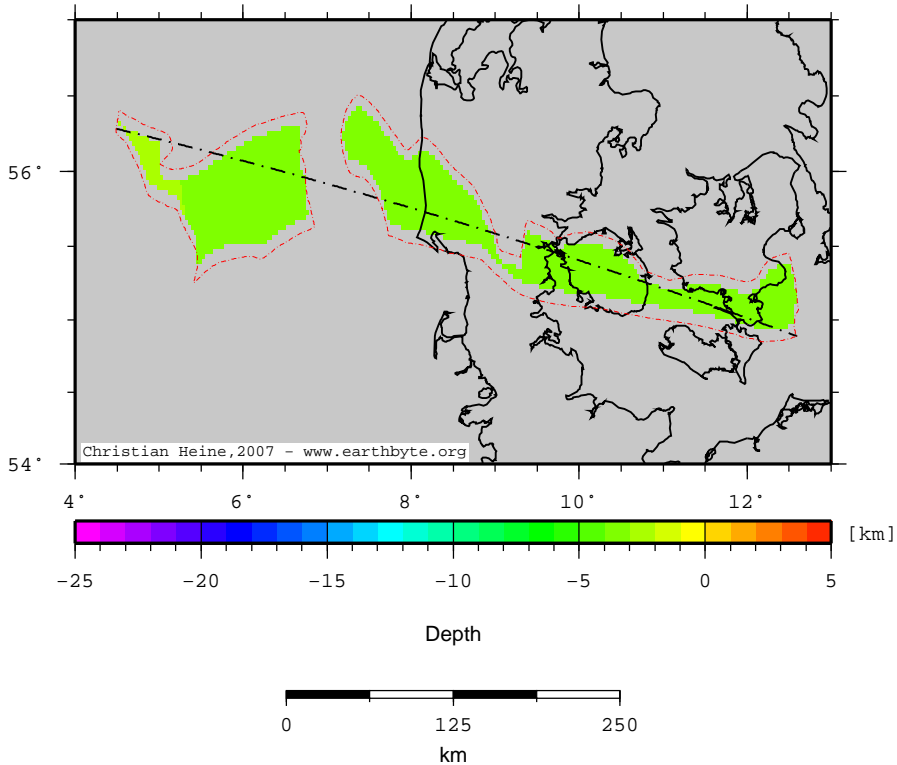 56°
54°
Christian Heine,2007 - www.earthbyte.org
4° 6° 8° 10° 12°
[km]
−25 −20 −15 −10 −5 0 5
Depth
0 125 250
km